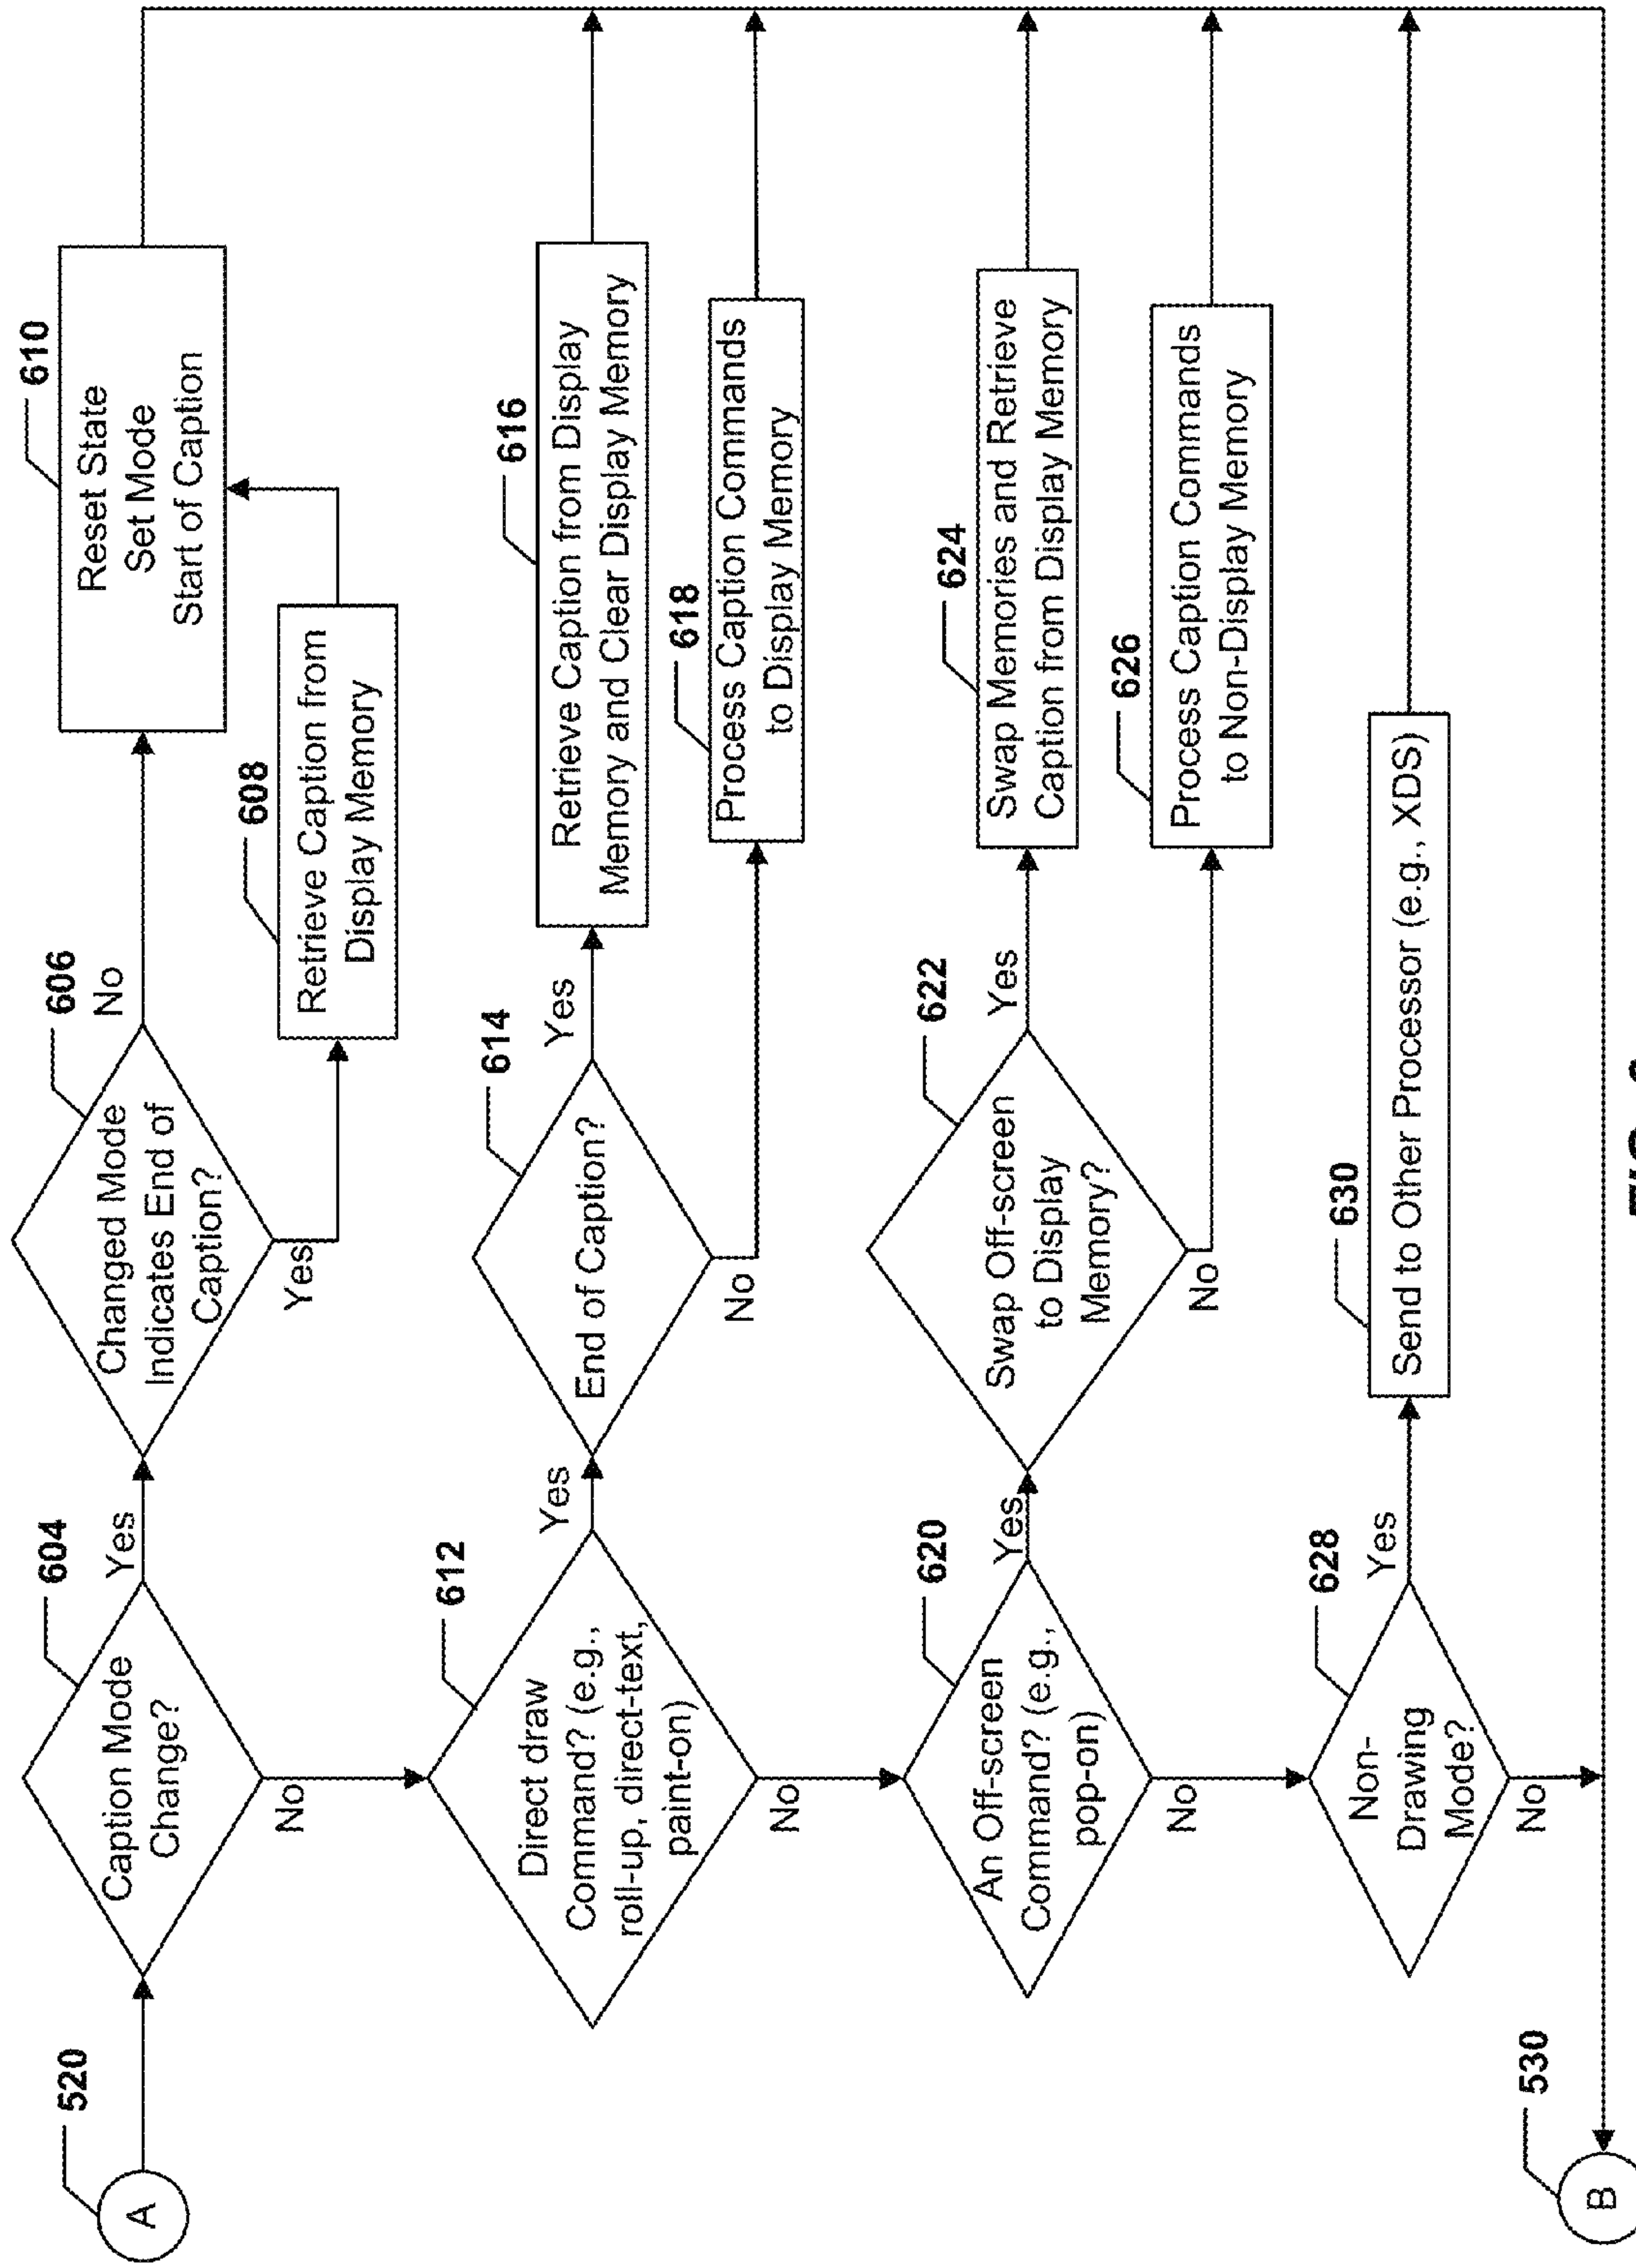 520
A
604
Caption Mode
Change?
Yes
No
606
Changed Mode
Indicates End of
Caption?
No
Yes
608
Retrieve Caption from
Display Memory
610
Reset State
Set Mode
Start of Caption
612
Direct draw
Command? (e.g.,
roll-up, direct-text,
paint-on)
Yes
No
614
End of Caption?
Yes
No
616
Retrieve Caption from Display
Memory and Clear Display Memory
618
Process Caption Commands
to Display Memory
620
An Off-screen
Command? (e.g.,
pop-on)
Yes
No
622
Swap Off-screen
to Display
Memory?
Yes
No
624
Swap Memories and Retrieve
Caption from Display Memory
626
Process Caption Commands
to Non-Display Memory
628
Non-
Drawing
Mode?
Yes
No
630
Send to Other Processor (e.g., XDS)
530
B
FIG.